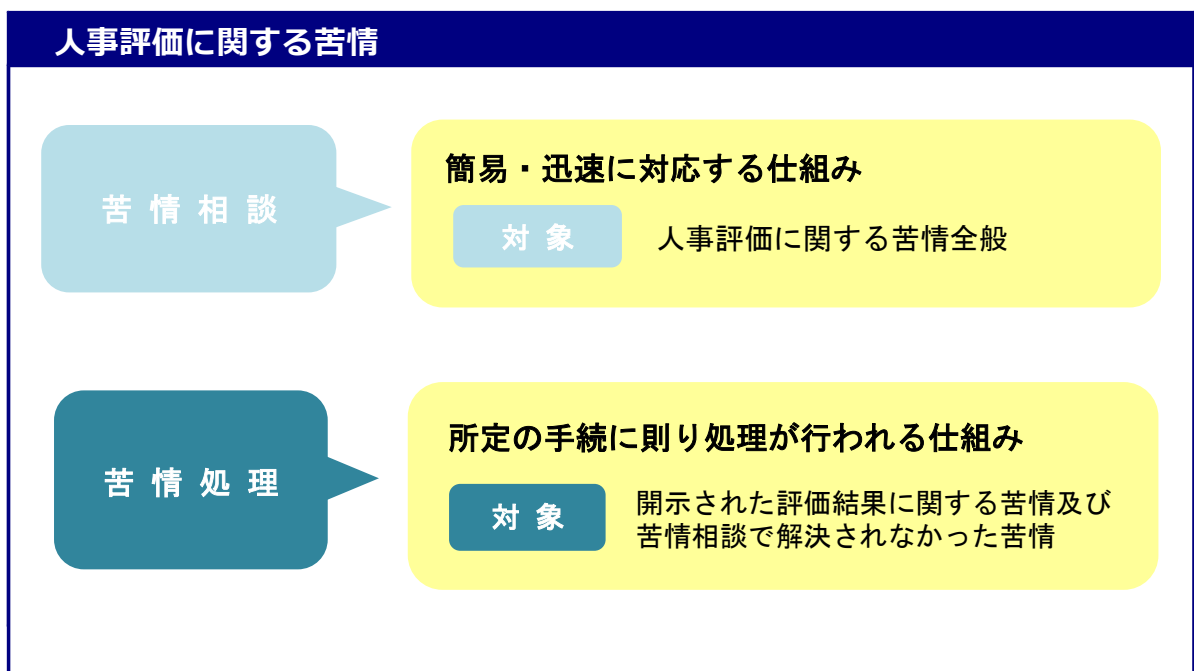 人事評価に関する苦情
苦情相談
簡易・迅速に対応する仕組み
対象
人事評価に関する苦情全般
苦情処理
所定の手続に則り処理が行われる仕組み
対象
開示された評価結果に関する苦情及び
苦情相談で解決されなかった苦情